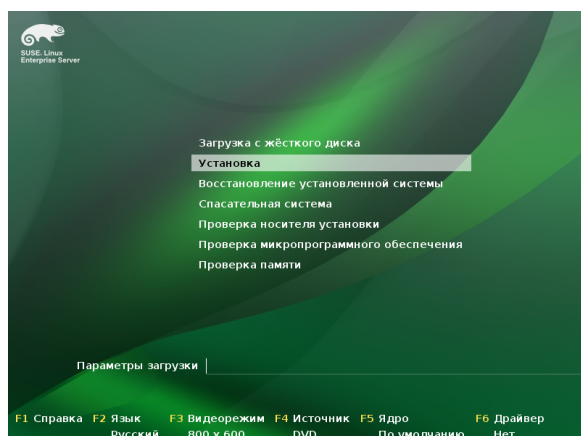 SUSE. Linux
Enterprise Server
Загрузка с жёсткого диска
Установка
Восстановление установленной системы
Спасательная система
Проверка носителя установки
Проверка микропрограммного обеспечения
Проверка памяти
Параметры загрузки
F1 Справка F2 Язык F3 Видеорежим F4 Источник F5 Ядро F6 Драйвер
Русский 800 x 600 DVD По умолчанию Нет